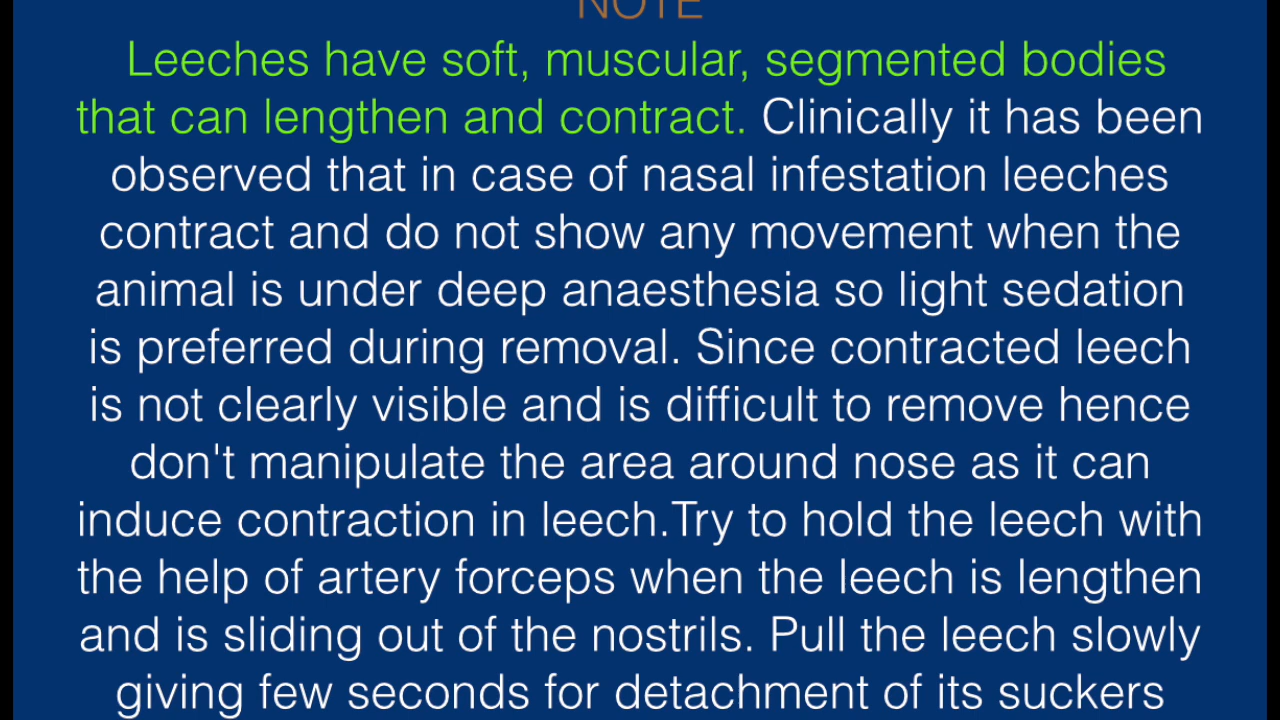 NOTE
Leeches have soft, muscular, segmented bodies
that can lengthen and contract. Clinically it has been
observed that in case of nasal infestation leeches
contract and do not show any movement when the
animal is under deep anaesthesia so light sedation
is preferred during removal. Since contracted leech
is not clearly visible and is difficult to remove hence
don't manipulate the area around nose as it can
induce contraction in leech.Try to hold the leech with
the help of artery forceps when the leech is lengthen
and is sliding out of the nostrils. Pull the leech slowly
giving few seconds for detachment of its suckers